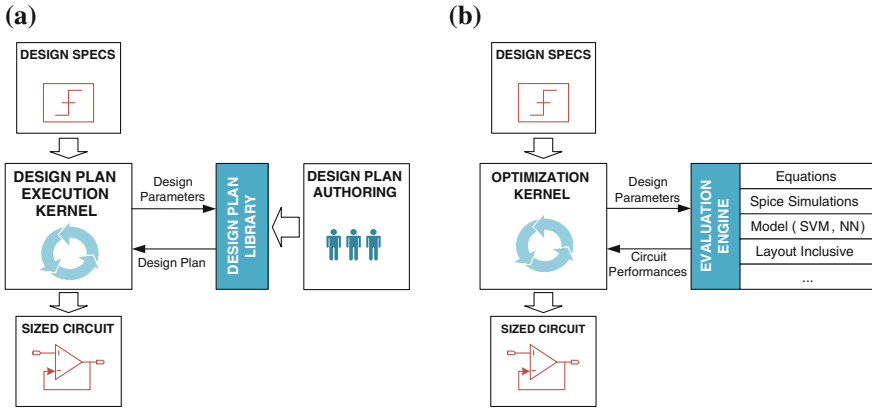 (a)
DESIGN SPECS
DESIGN PLAN
EXECUTION
KERNEL
Design
Parameters
Design Plan
DESIGN PLAN
LIBRARY
DESIGN PLAN
AUTHORING
SIZED CIRCUIT
(b)
DESIGN SPECS
OPTIMIZATION
KERNEL
Design
Parameters
Circuit
Performances
EVALUATION
ENGINE
Equations
Spice Simulations
Model ( SVM , NN )
Layout Inclusive
...
SIZED CIRCUIT